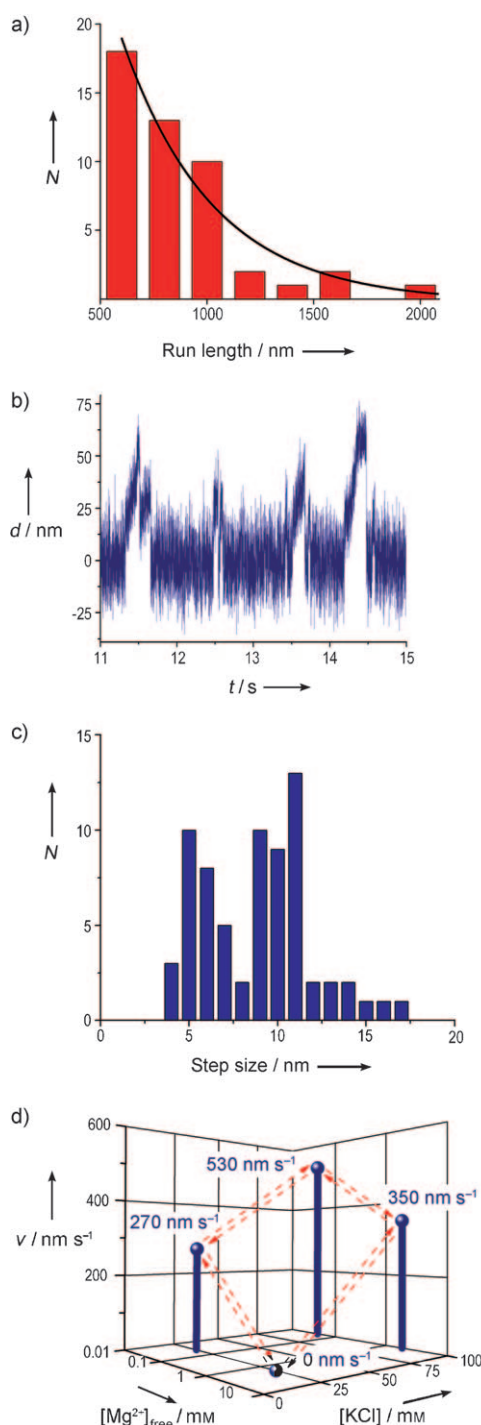 a)
20
15
10
5
N
500 1000 1500 2000
Run length / nm
b)
75
50
25
0
-25
d / nm
11 12 13 14 15
t / s
c)
15
10
5
0
N
0 5 10 15 20
Step size / nm
d)
600
400
200
0.01
v / nm s⁻¹
530 nm s⁻¹
350 nm s⁻¹
270 nm s⁻¹
0 nm s⁻¹
0.1 1 10
0 25 50 75 100
[Mg²⁺]free / mM
[KCl] / mM